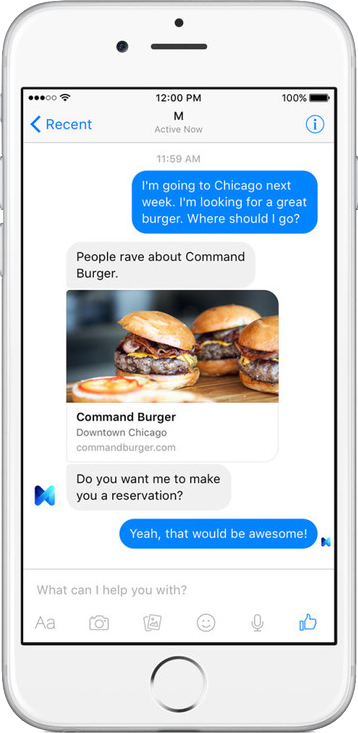 12:00 PM
100%
Recent
M
Active Now
11:59 AM
I'm going to Chicago next
week. I'm looking for a great
burger. Where should I go?
People rave about Command
Burger.
Command Burger
Downtown Chicago
commandburger.com
Do you want me to make
you a reservation?
Yeah, that would be awesome!
What can I help you with?
Aa